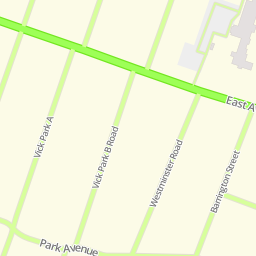 East A
Vick Park A
Vick Park B Road
Westminster Road
Barrington Street
Park Avenue